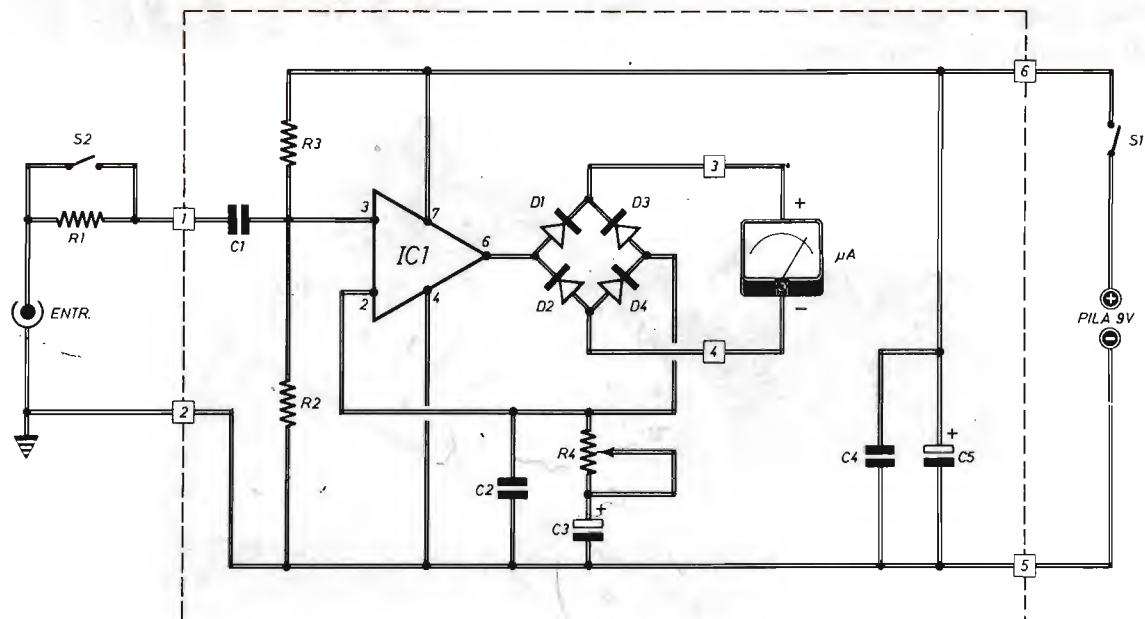 6
S1
S2
R3
3
D1
D3
+
1
3
7
R1
C1
IC1
6
µA
ENTR.
2
4
D2
D4
−
+
PILA 9V
−
4
2
R2
R4
+
C2
C4
C5
+
C3
5